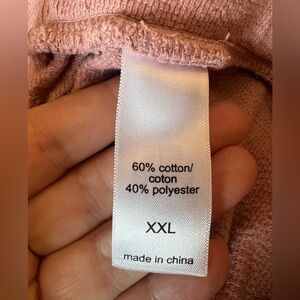 60% cotton/
coton
40% polyester
XXL
made in china